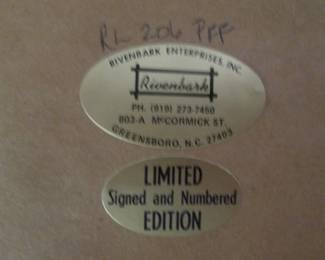 RL 206 PPF
RIVENBARK ENTERPRISES, INC.
Rivenbark
PH. (919) 273-7450
803-A McCORMICK ST.
GREENSBORO, N.C. 27403
LIMITED
Signed and Numbered
EDITION